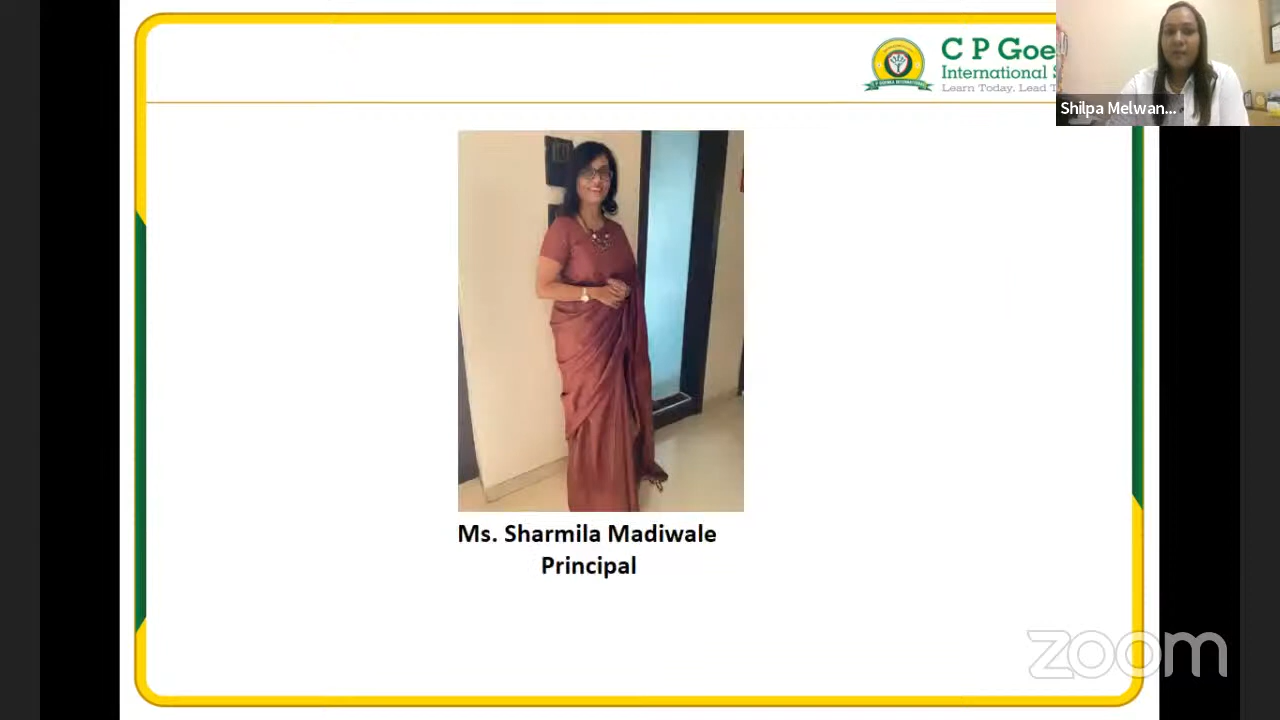 C P Goe
International S
Learn Today. Lead T
Shilpa Melwan...
Ms. Sharmila Madiwale
Principal
zoom